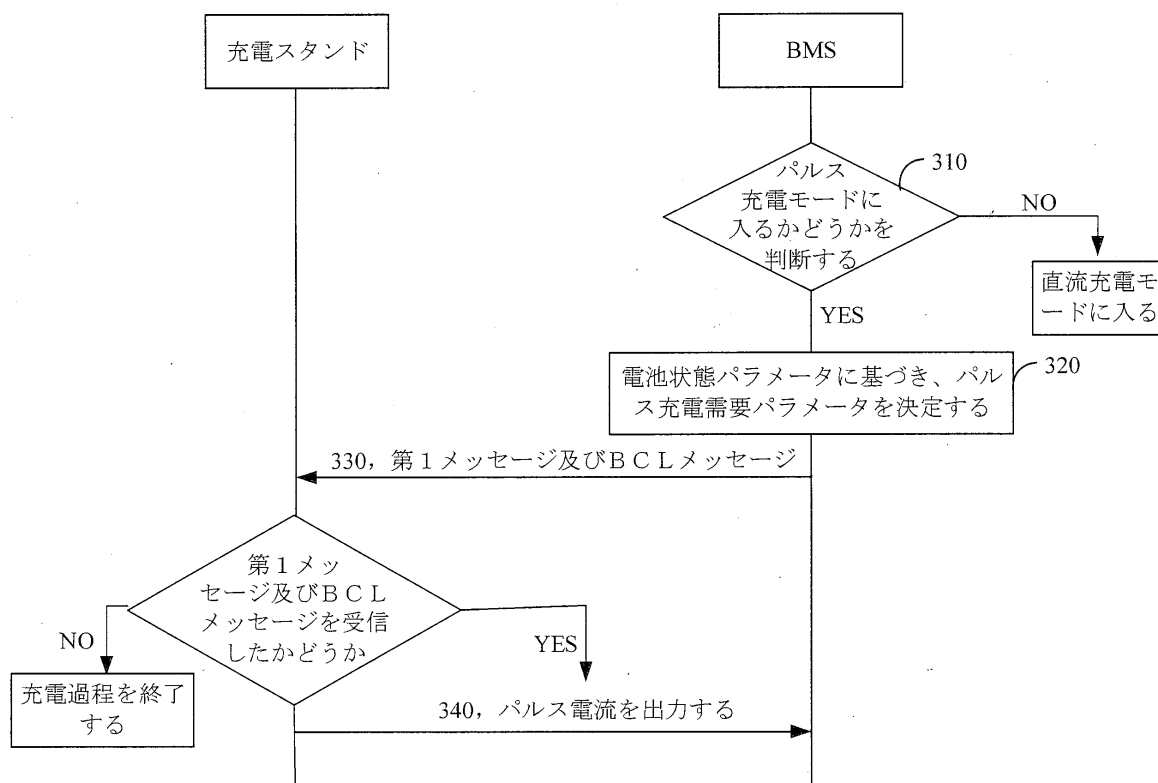 充電スタンド
BMS
310
パルス
充電モードに
入るかどうかを
判断する
NO
直流充電モ
ードに入る
YES
320
電池状態パラメータに基づき、パル
ス充電需要パラメータを決定する
330，第１メッセージ及びＢＣＬメッセージ
第１メッ
セージ及びＢＣＬ
メッセージを受信
したかどうか
NO
YES
充電過程を終了
する
340，パルス電流を出力する